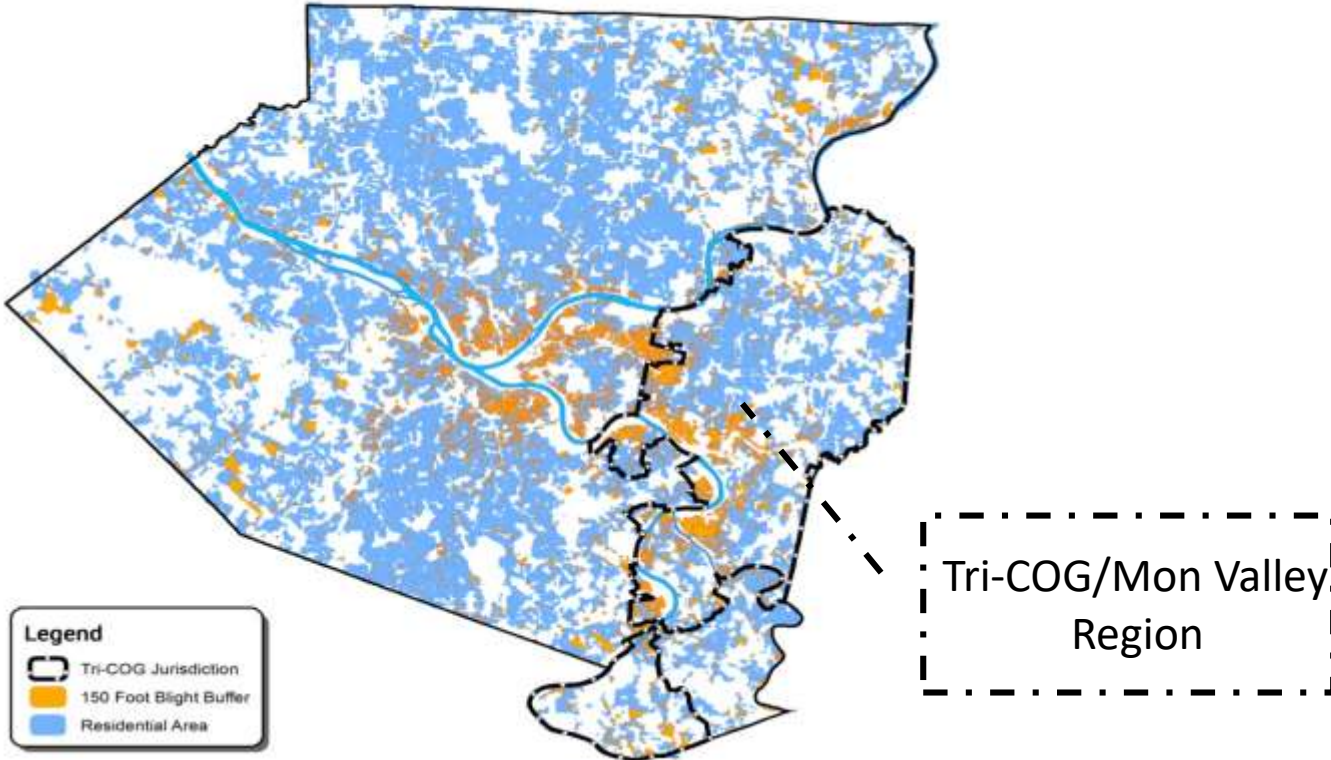 Tri-COG/Mon Valley
Region
Legend
Tri-COG Jurisdiction
150 Foot Blight Buffer
Residential Area